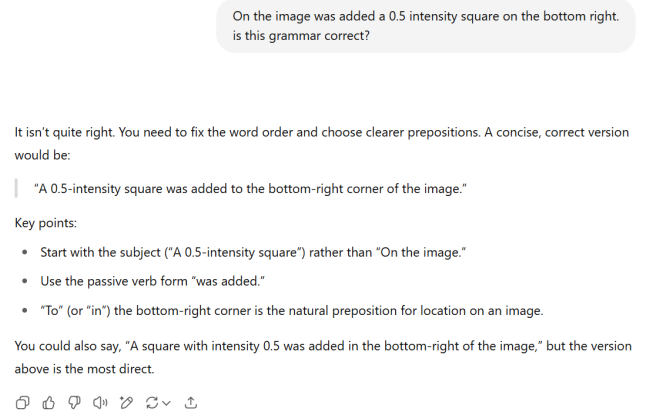 On the image was added a 0.5 intensity square on the bottom right.
is this grammar correct?
It isn't quite right. You need to fix the word order and choose clearer prepositions. A concise, correct version
would be:
"A 0.5-intensity square was added to the bottom-right corner of the image."
Key points:
• Start with the subject ("A 0.5-intensity square") rather than "On the image."
• Use the passive verb form "was added."
• "To" (or "in") the bottom-right corner is the natural preposition for location on an image.
You could also say, "A square with intensity 0.5 was added in the bottom-right of the image," but the version
above is the most direct.